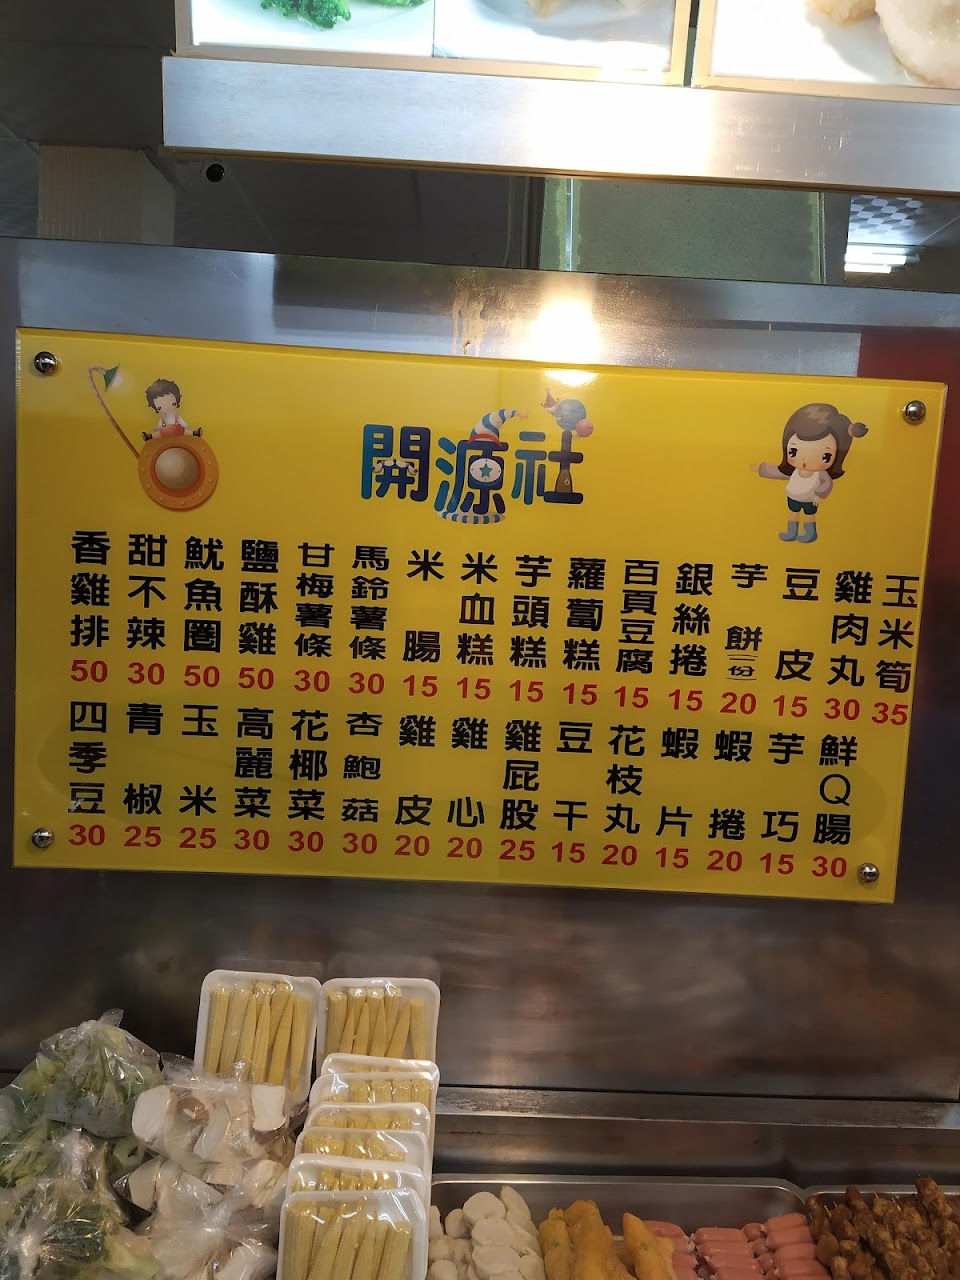 開源社
香雞排 50
甜不辣 30
魷魚圈 50
鹽酥雞 50
甘梅薯條 30
馬鈴薯條 30
米腸 15
米血糕 15
芋頭糕 15
蘿蔔糕 15
百頁豆腐 15
銀絲捲 15
芋餅二份 20
豆皮 15
雞肉丸 30
玉米筍 35
四季豆 30
青椒 25
玉米 25
高麗菜 30
花椰菜 30
杏鮑菇 30
雞皮 20
雞心 20
雞屁股 25
豆干 15
花枝丸 20
蝦片 15
蝦捲 20
芋巧 15
鮮Q腸 30